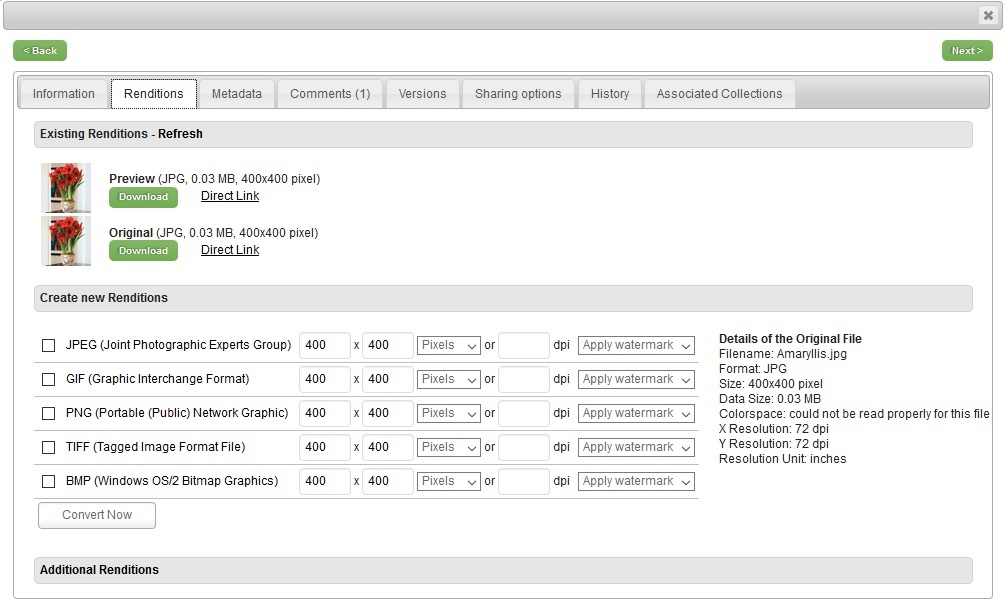 < Back
Next >
Information Renditions Metadata Comments (1) Versions Sharing options History Associated Collections
Existing Renditions - Refresh
Preview (JPG, 0.03 MB, 400x400 pixel)
Download Direct Link
Original (JPG, 0.03 MB, 400x400 pixel)
Download Direct Link
Create new Renditions
JPEG (Joint Photographic Experts Group) 400 x 400 Pixels or dpi Apply watermark
GIF (Graphic Interchange Format) 400 x 400 Pixels or dpi Apply watermark
PNG (Portable (Public) Network Graphic) 400 x 400 Pixels or dpi Apply watermark
TIFF (Tagged Image Format File) 400 x 400 Pixels or dpi Apply watermark
BMP (Windows OS/2 Bitmap Graphics) 400 x 400 Pixels or dpi Apply watermark
Convert Now
Details of the Original File
Filename: Amaryllis.jpg
Format: JPG
Size: 400x400 pixel
Data Size: 0.03 MB
Colorspace: could not be read properly for this file
X Resolution: 72 dpi
Y Resolution: 72 dpi
Resolution Unit: inches
Additional Renditions